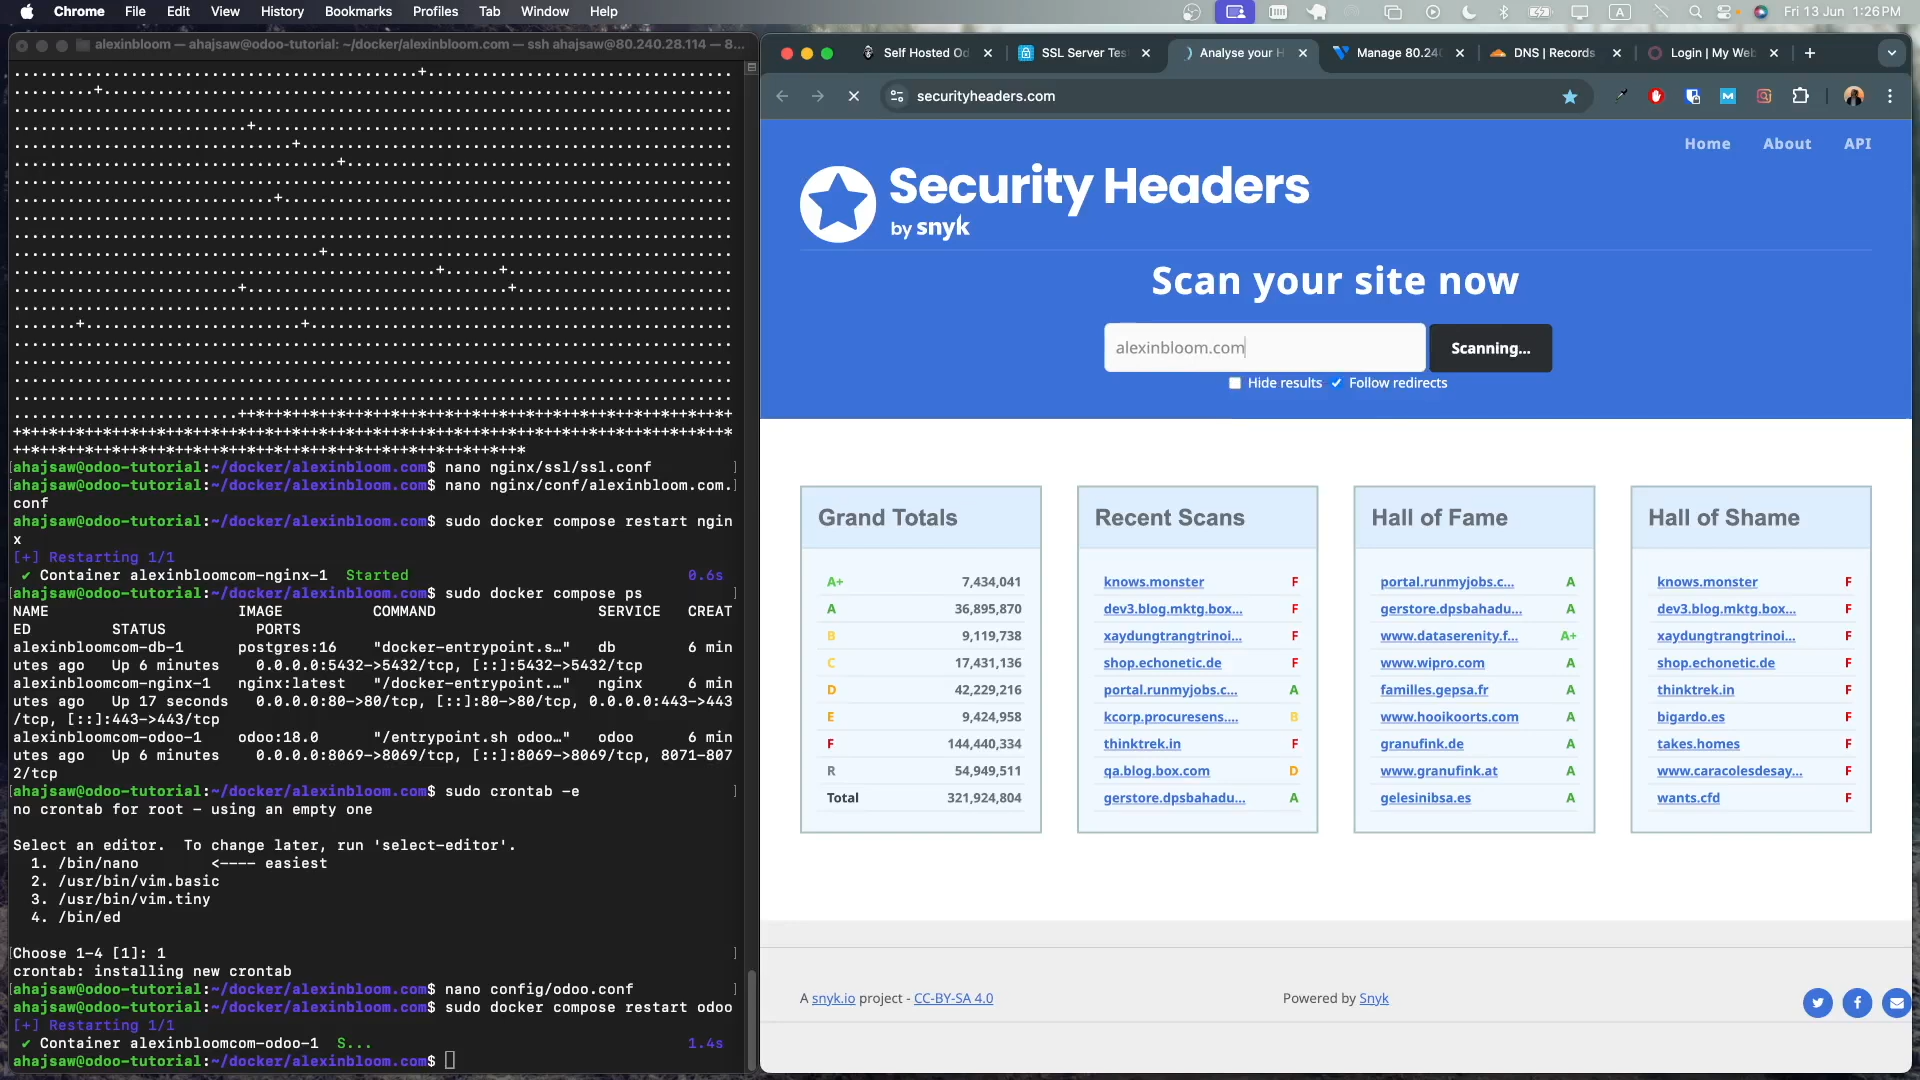 Chrome File Edit View History Bookmarks Profiles Tab Window Help
A
Fri 13 Jun 1:26 PM
alexinbloom — ahajsaw@odoo-tutorial: ~/docker/alexinbloom.com — ssh ahajsaw@80.240.28.114 — 8...
ahajsaw@odoo-tutorial:~/docker/alexinbloom.com$ nano nginx/ssl/ssl.conf
ahajsaw@odoo-tutorial:~/docker/alexinbloom.com$ nano nginx/conf/alexinbloom.com.
conf
ahajsaw@odoo-tutorial:~/docker/alexinbloom.com$ sudo docker compose restart ngin
x
[+] Restarting 1/1
✔ Container alexinbloomcom-nginx-1 Started 0.6s
ahajsaw@odoo-tutorial:~/docker/alexinbloom.com$ sudo docker compose ps
NAME IMAGE COMMAND SERVICE CREAT
ED STATUS PORTS
alexinbloomcom-db-1 postgres:16 "docker-entrypoint.s…" db 6 min
utes ago Up 6 minutes 0.0.0.0:5432->5432/tcp, [::]:5432->5432/tcp
alexinbloomcom-nginx-1 nginx:latest "/docker-entrypoint.…" nginx 6 min
utes ago Up 17 seconds 0.0.0.0:80->80/tcp, [::]:80->80/tcp, 0.0.0.0:443->443
/tcp, [::]:443->443/tcp
alexinbloomcom-odoo-1 odoo:18.0 "/entrypoint.sh odoo…" odoo 6 min
utes ago Up 6 minutes 0.0.0.0:8069->8069/tcp, [::]:8069->8069/tcp, 8071-807
2/tcp
ahajsaw@odoo-tutorial:~/docker/alexinbloom.com$ sudo crontab -e
no crontab for root - using an empty one
Select an editor. To change later, run 'select-editor'.
1. /bin/nano <---- easiest
2. /usr/bin/vim.basic
3. /usr/bin/vim.tiny
4. /bin/ed
Choose 1-4 [1]: 1
crontab: installing new crontab
ahajsaw@odoo-tutorial:~/docker/alexinbloom.com$ nano config/odoo.conf
ahajsaw@odoo-tutorial:~/docker/alexinbloom.com$ sudo docker compose restart odoo
[+] Restarting 1/1
✔ Container alexinbloomcom-odoo-1 S... 1.4s
ahajsaw@odoo-tutorial:~/docker/alexinbloom.com$
Self Hosted Od
SSL Server Tes
Analyse your H
Manage 80.240
DNS | Records
Login | My Web
securityheaders.com
Home About API
Security Headers
by snyk
Scan your site now
alexinbloom.com
Scanning...
Hide results Follow redirects
Grand Totals
A+ 7,434,041
A 36,895,870
B 9,119,738
C 17,431,136
D 42,229,216
E 9,424,958
F 144,440,334
R 54,949,511
Total 321,924,804
Recent Scans
knows.monster F
dev3.blog.mktg.box... F
xaydungtrangtrinoi... F
shop.echonetic.de F
portal.runmyjobs.c... A
kcorp.procuresens.... B
thinktrek.in F
qa.blog.box.com D
gerstore.dpsbahadu... A
Hall of Fame
portal.runmyjobs.c... A
gerstore.dpsbahadu... A
www.dataserenity.f... A+
www.wipro.com A
familles.gepsa.fr A
www.hooikoorts.com A
granufink.de A
www.granufink.at A
gelesinibsa.es A
Hall of Shame
knows.monster F
dev3.blog.mktg.box... F
xaydungtrangtrinoi... F
shop.echonetic.de F
thinktrek.in F
bigardo.es F
takes.homes F
www.caracolesdesay... F
wants.cfd F
A snyk.io project - CC-BY-SA 4.0
Powered by Snyk